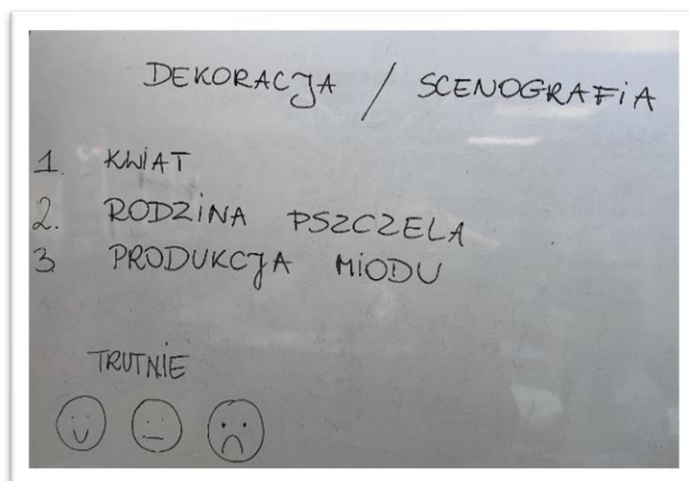 DEKORACJA / SCENOGRAFiA
1. KWiAT
2. RODZiNA PSZCZELA
3 PRODUKCJA MiODU
TRUTNiE